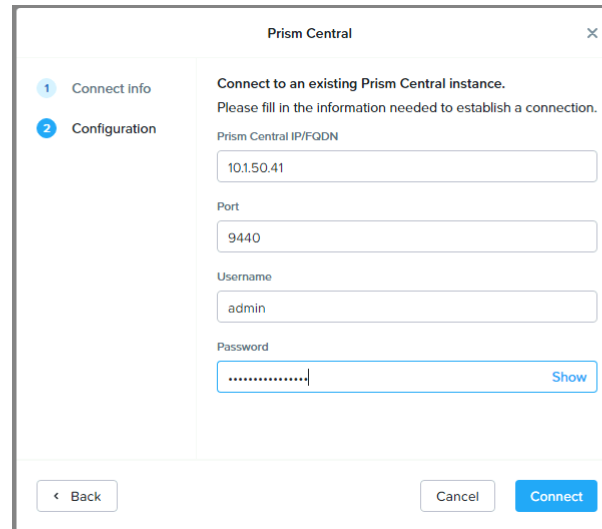 Prism Central
1 Connect info
2 Configuration
Connect to an existing Prism Central instance.
Please fill in the information needed to establish a connection.
Prism Central IP/FQDN
10.1.50.41
Port
9440
Username
admin
Password
•••••••••••••••• Show
Back
Cancel
Connect